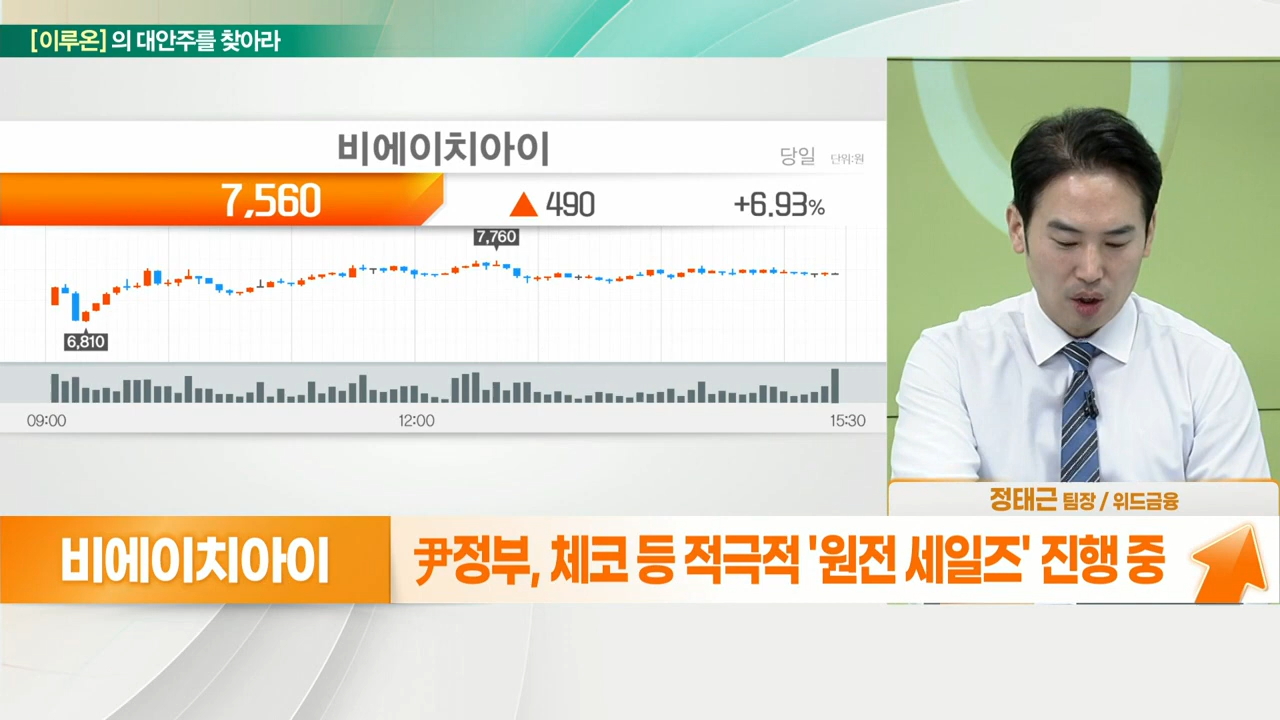 [이루온]의 대안주를 찾아라
비에이치아이
당일 단위:원
7,560 ▲ 490 +6.93%
7,760
6,810
09:00 12:00 15:30
정태근 팀장 / 위드금융
비에이치아이 尹정부, 체코 등 적극적 '원전 세일즈' 진행 중